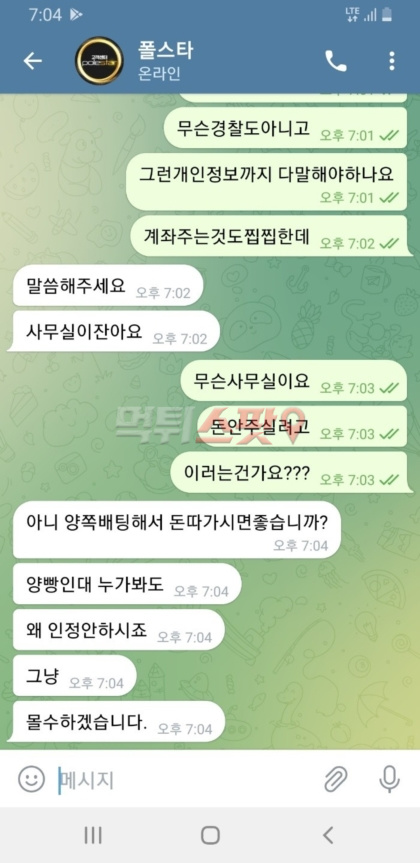 7:04
LTE
폴스타
온라인
고객센터
polestar
무슨경찰도아니고 오후 7:01
그런개인정보까지 다말해야하나요
오후 7:01
계좌주는것도찝찝한데 오후 7:02
말씀해주세요 오후 7:02
사무실이잔아요 오후 7:02
무슨사무실이요 오후 7:03
먹튀스팟
돈안주실려고 오후 7:03
이러는건가요??? 오후 7:03
아니 양쪽배팅해서 돈따가시면좋습니까?
오후 7:04
양빵인대 누가봐도 오후 7:04
왜 인정안하시죠 오후 7:04
그냥 오후 7:04
몰수하겠습니다. 오후 7:04
메시지